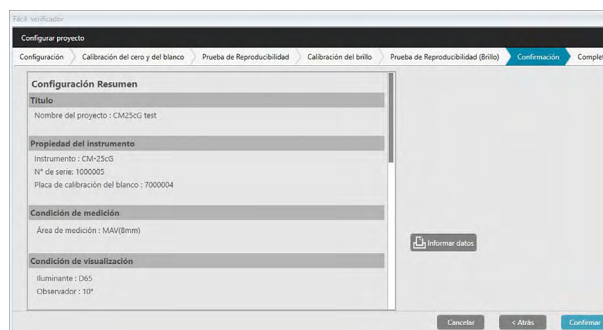 Fácil verificador
Configurar proyecto
Configuración
Calibración del cero y del blanco
Prueba de Reproducibilidad
Calibración del brillo
Prueba de Reproducibilidad (Brillo)
Confirmación
Complet
Configuración Resumen
Título
Nombre del proyecto : CM25cG test
Propiedad del instrumento
Instrumento : CM-25cG
N° de serie: 1000005
Placa de calibración del blanco : 7000004
Condición de medición
Área de medición : MAV(8mm)
Condición de visualización
Iluminante : D65
Observador : 10°
Informar datos
Cancelar
< Atrás
Confirmar